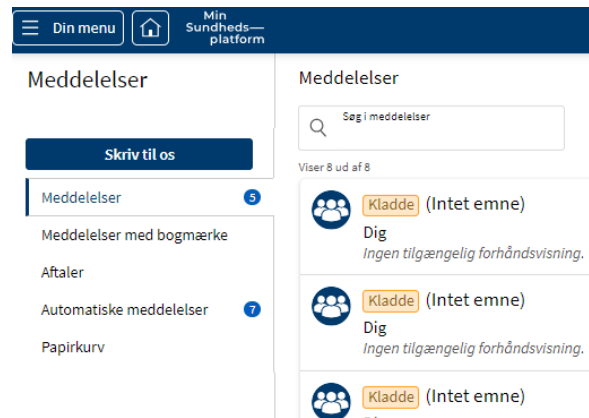 Din menu
Min
Sundheds—
platform
Meddelelser
Skriv til os
Meddelelser 5
Meddelelser med bogmærke
Aftaler
Automatiske meddelelser 7
Papirkurv
Meddelelser
Søg i meddelelser
Viser 8 ud af 8
Kladde (Intet emne)
Dig
Ingen tilgængelig forhåndsvisning.
Kladde (Intet emne)
Dig
Ingen tilgængelig forhåndsvisning.
Kladde (Intet emne)